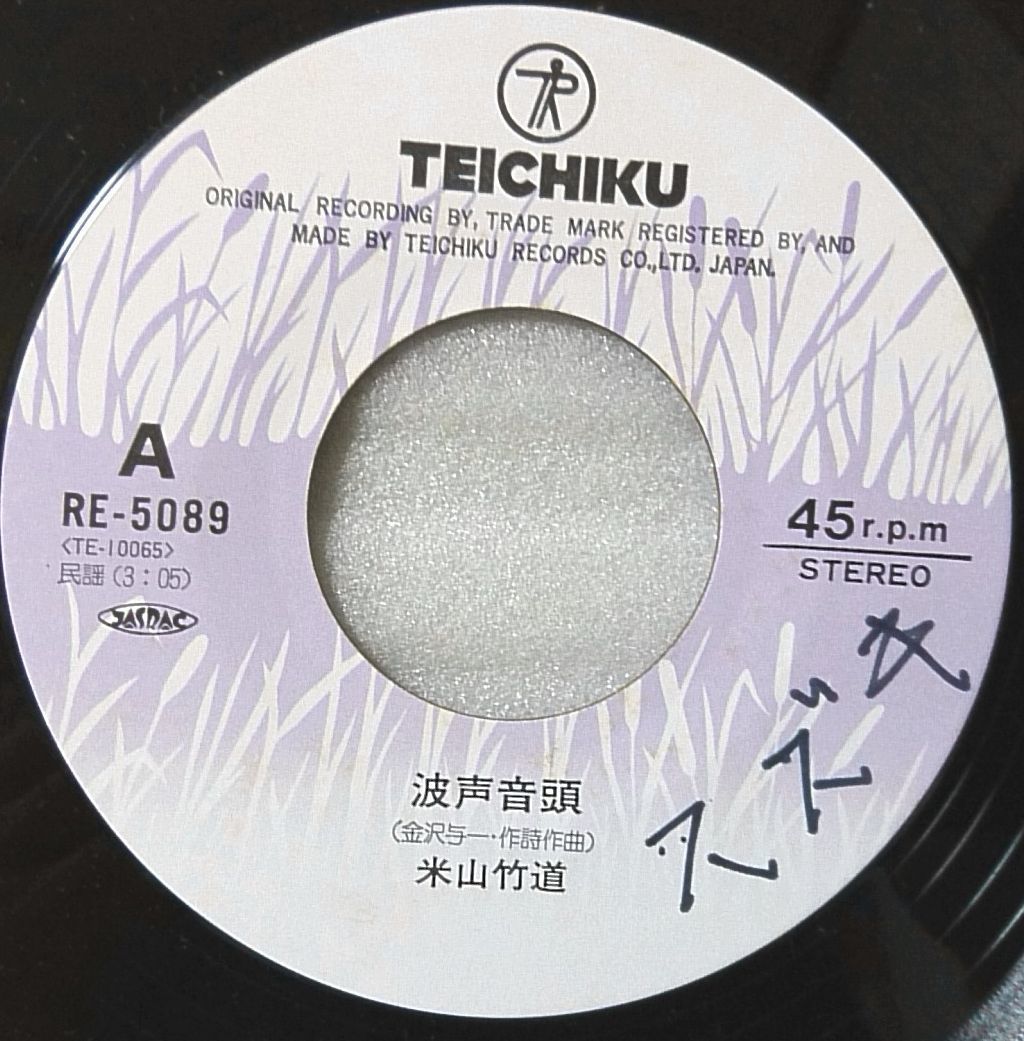 TEICHIKU
ORIGINAL RECORDING BY, TRADE MARK REGISTERED BY, AND
MADE BY TEICHIKU RECORDS CO.,LTD. JAPAN.
A
RE-5089
<TE-10065>
民謡(3:05)
JASRAC
45r.p.m
STEREO
波声音頭
(金沢与一・作詩作曲)
米山竹道